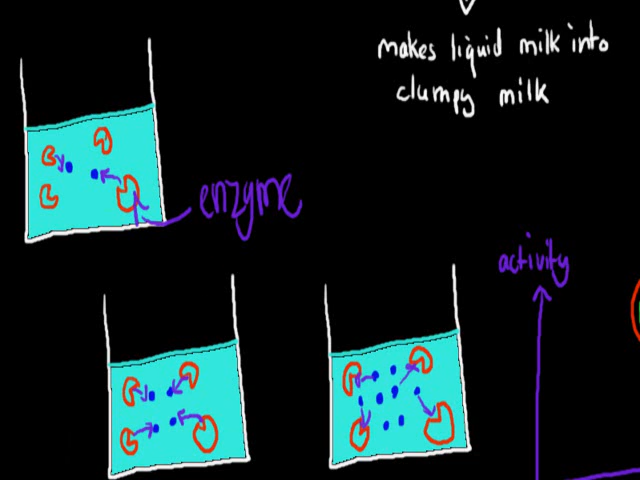 makes liquid milk into
clumpy milk
enzyme
activity